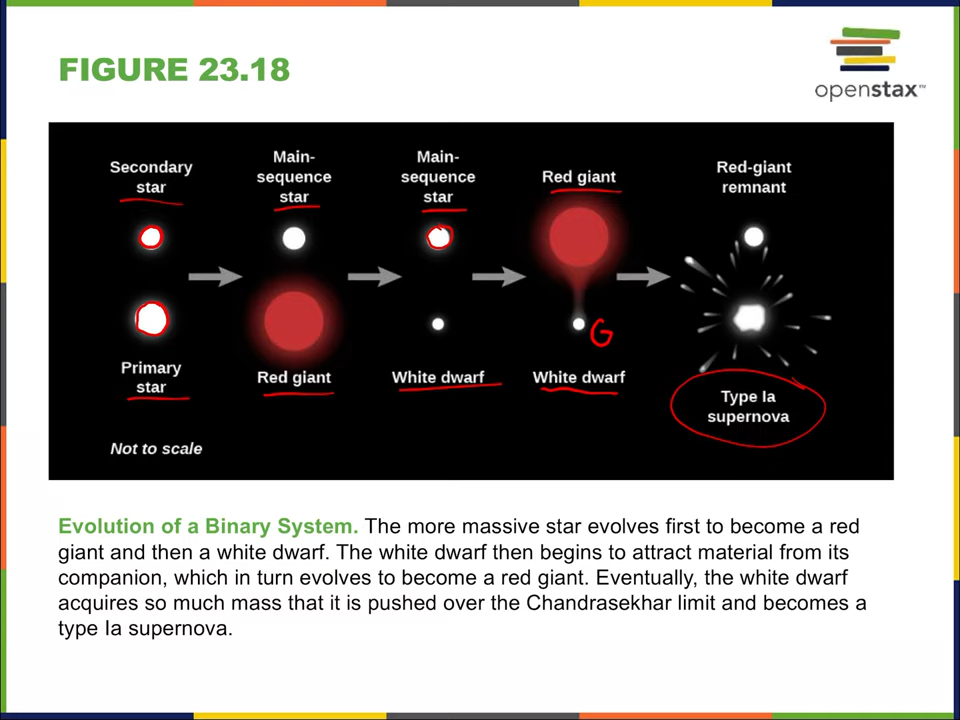 FIGURE 23.18
openstax™
Secondary
star
Main-
sequence
star
Main-
sequence
star
Red giant
Red-giant
remnant
G
Primary
star
Red giant
White dwarf
White dwarf
Type Ia
supernova
Not to scale
Evolution of a Binary System. The more massive star evolves first to become a red
giant and then a white dwarf. The white dwarf then begins to attract material from its
companion, which in turn evolves to become a red giant. Eventually, the white dwarf
acquires so much mass that it is pushed over the Chandrasekhar limit and becomes a
type Ia supernova.